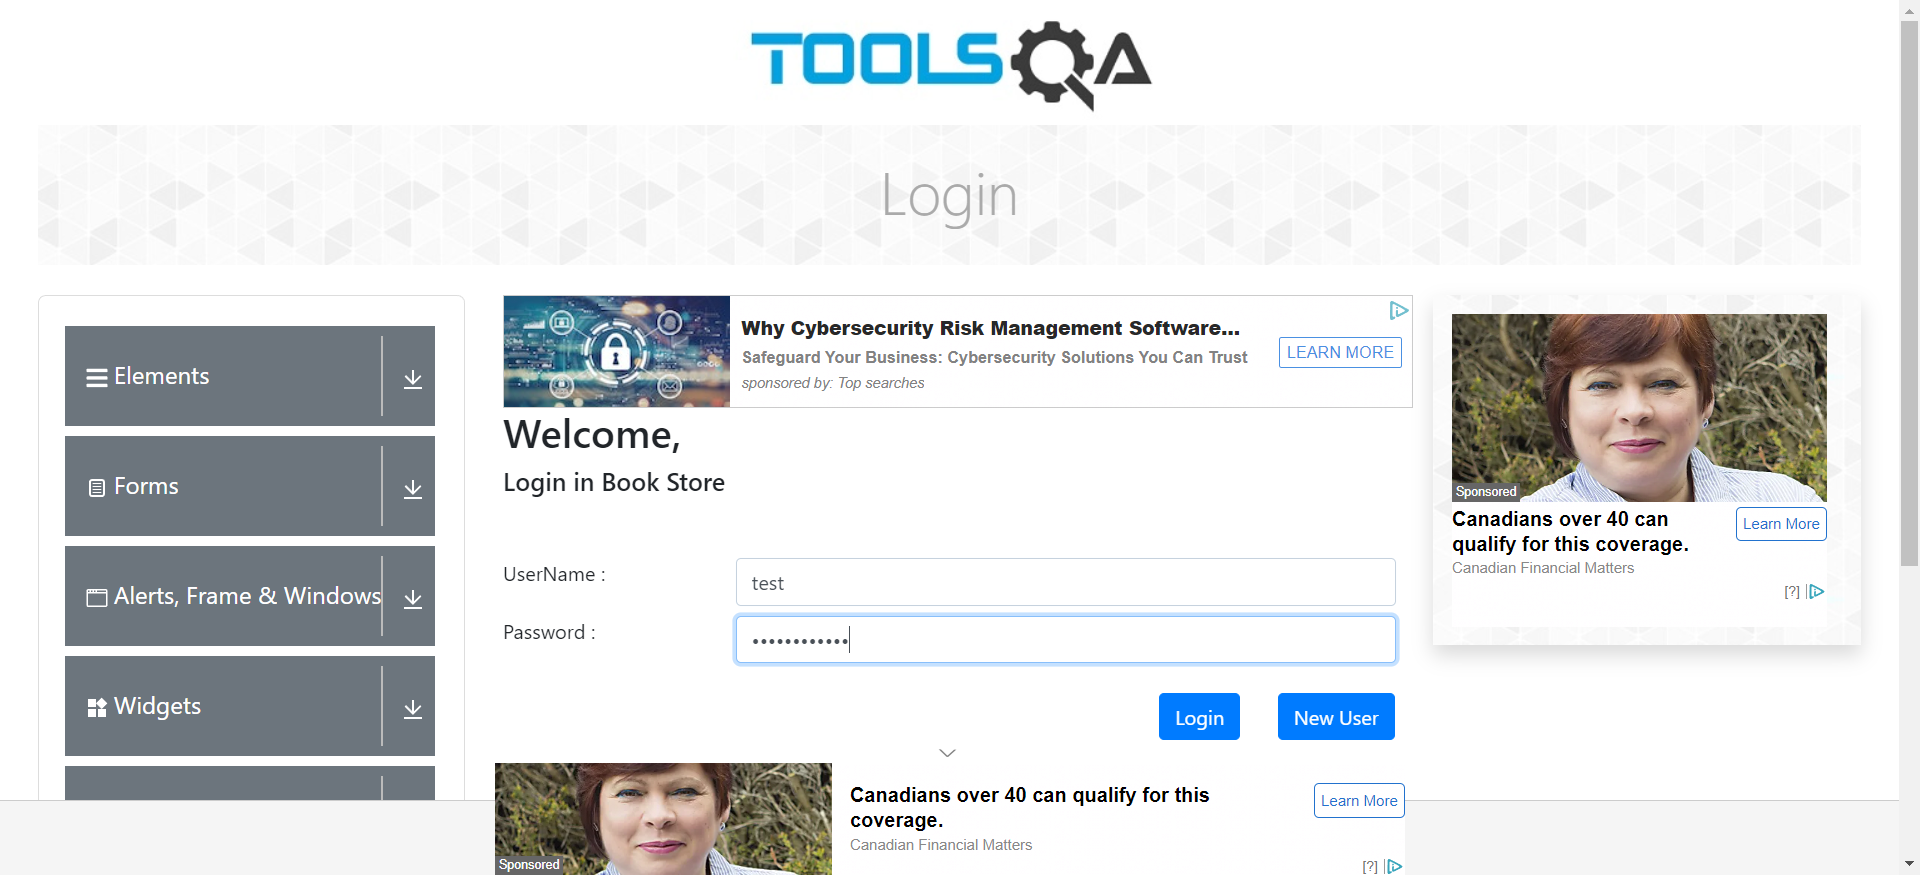 TOOLSQA
Login
Elements
Forms
Alerts, Frame & Windows
Widgets
Why Cybersecurity Risk Management Software...
Safeguard Your Business: Cybersecurity Solutions You Can Trust
sponsored by: Top searches
LEARN MORE
Welcome,
Login in Book Store
UserName :
test
Password :
••••••••••••
Login
New User
Sponsored
Canadians over 40 can
qualify for this coverage.
Learn More
Canadian Financial Matters
[?]
Sponsored
Canadians over 40 can qualify for this
coverage.
Canadian Financial Matters
Learn More
[?]